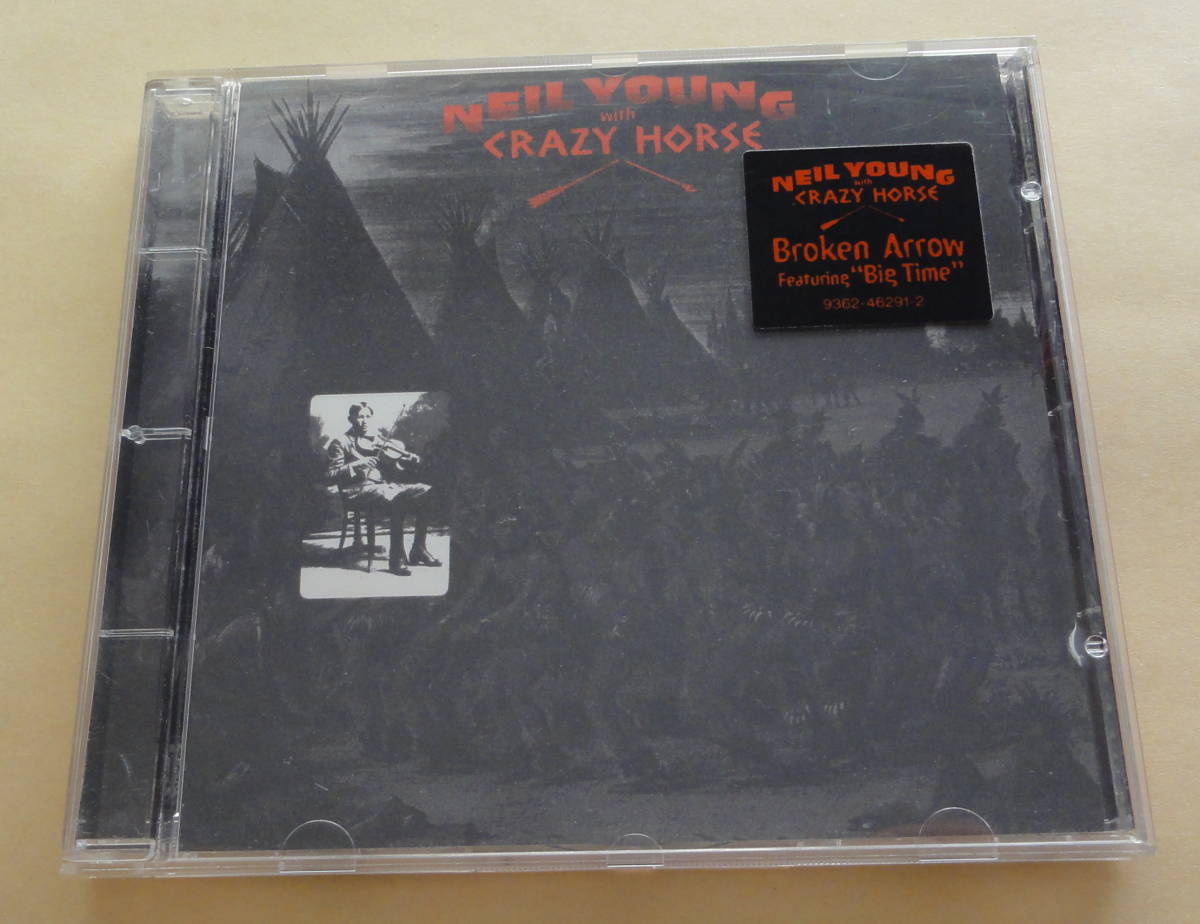 NEIL YOUNG
with
CRAZY HORSE
NEIL YOUNG
with
CRAZY HORSE
Broken Arrow
Featuring "Big Time"
9362-46291-2